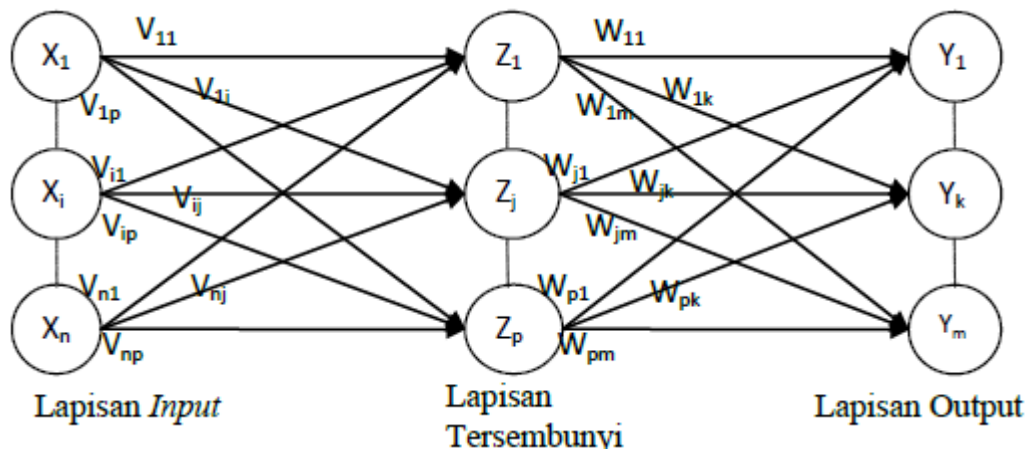 V₁₁ W₁₁
X₁ Z₁ Y₁
V₁ⱼ W₁ₖ
V₁ₚ W₁ₘ
Vᵢ₁ Wⱼ₁
Xᵢ Vᵢⱼ Zⱼ Wⱼₖ Yₖ
Vᵢₚ Wⱼₘ
Vₙ₁ Vₙⱼ Wₚ₁ Wₚₖ
Xₙ Zₚ Yₘ
Vₙₚ Wₚₘ
Lapisan Input
Lapisan
Tersembunyi
Lapisan Output